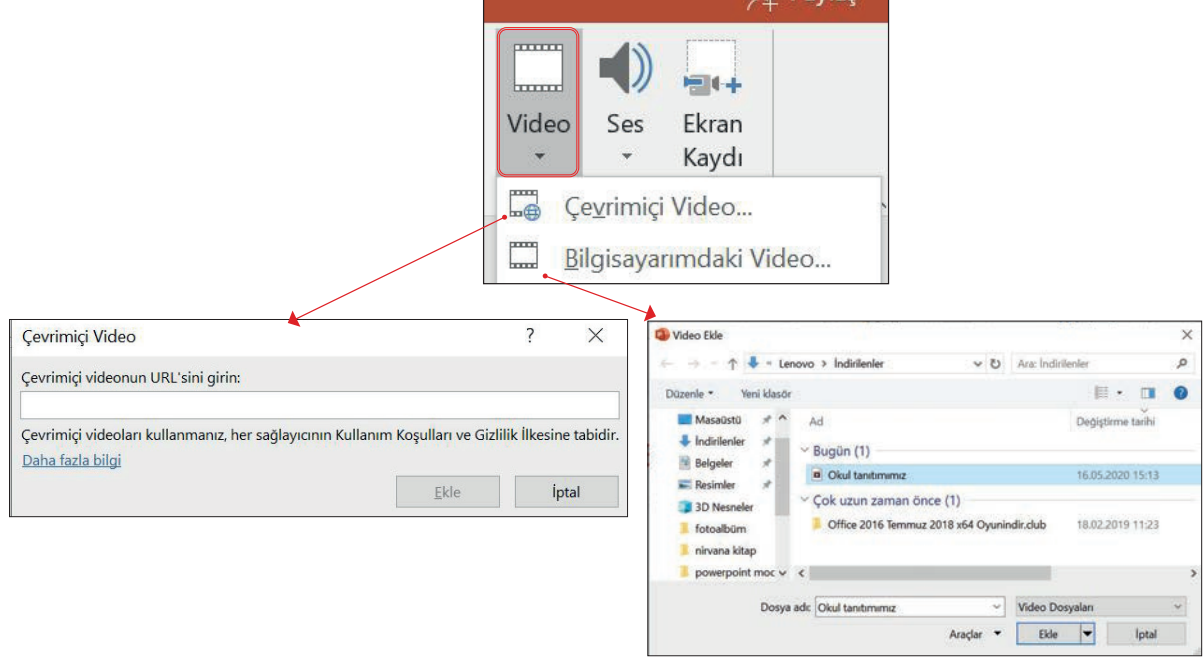 Video
Ses
Ekran
Kaydı
Çevrimiçi Video...
Bilgisayarımdaki Video...
Çevrimiçi Video
?
Çevrimiçi videonun URL'sini girin:
Çevrimiçi videoları kullanmanız, her sağlayıcının Kullanım Koşulları ve Gizlilik İlkesine tabidir.
Daha fazla bilgi
Ekle
İptal
Video Ekle
« Lenovo > İndirilenler
Ara: İndirilenler
Düzenle
Yeni klasör
Masaüstü
İndirilenler
Belgeler
Resimler
3D Nesneler
fotoalbüm
nirvana kitap
powerpoint moc
Ad
Değiştirme tarihi
Bugün (1)
Okul tanıtımımız
16.05.2020 15:13
Çok uzun zaman önce (1)
Office 2016 Temmuz 2018 x64 Oyunindir.club
18.02.2019 11:23
Dosya adı:
Okul tanıtımımız
Video Dosyaları
Araçlar
Ekle
İptal